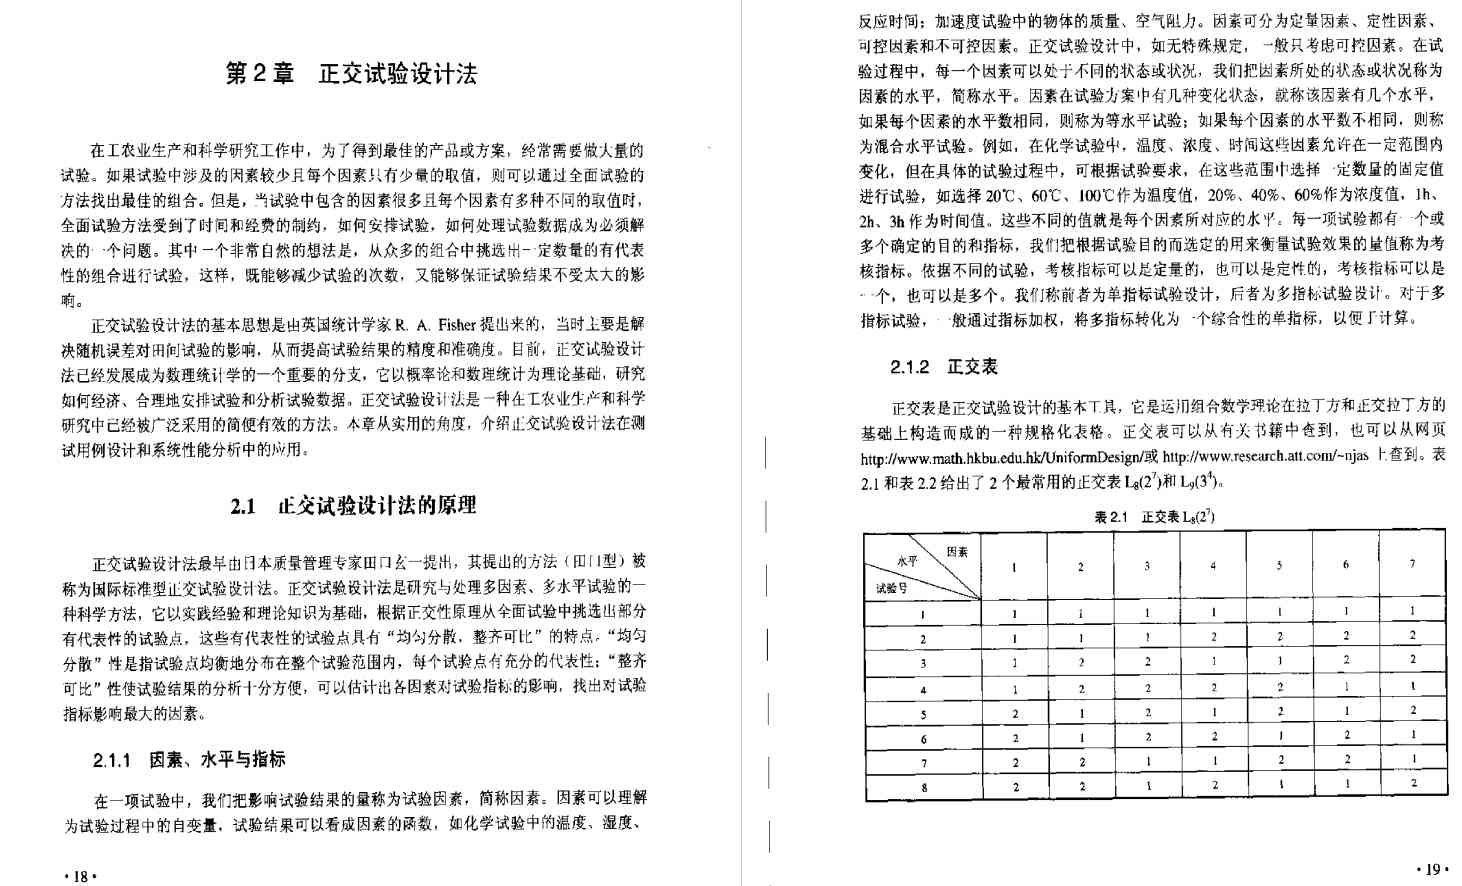 第2章 正交试验设计法
在工农业生产和科学研究工作中，为了得到最佳的产品或方案，经常需要做大量的
试验。如果试验中涉及的因素较少且每个因素只有少量的取值，则可以通过全面试验的
方法找出最佳的组合。但是，当试验中包含的因素很多且每个因素有多种不同的取值时，
全面试验方法受到了时间和经费的制约，如何安排试验，如何处理试验数据成为必须解
决的一个问题。其中一个非常自然的想法是，从众多的组合中挑选出一定数量的有代表
性的组合进行试验，这样，既能够减少试验的次数，又能够保证试验结果不受太大的影
响。
正交试验设计法的基本思想是由英国统计学家 R. A. Fisher 提出来的，当时主要是解
决随机误差对田间试验的影响，从而提高试验结果的精度和准确度。目前，正交试验设计
法已经发展成为数理统计学的一个重要的分支，它以概率论和数理统计为理论基础，研究
如何经济、合理地安排试验和分析试验数据。正交试验设计法是一种在工农业生产和科学
研究中已经被广泛采用的简便有效的方法。本章从实用的角度，介绍正交试验设计法在测
试用例设计和系统性能分析中的应用。
2.1 正交试验设计法的原理
正交试验设计法最早由日本质量管理专家田口玄一提出，其提出的方法（田口型）被
称为国际标准型正交试验设计法。正交试验设计法是研究与处理多因素、多水平试验的一
种科学方法，它以实践经验和理论知识为基础，根据正交性原理从全面试验中挑选出部分
有代表性的试验点，这些有代表性的试验点具有“均匀分散，整齐可比”的特点。“均匀
分散”性是指试验点均衡地分布在整个试验范围内，每个试验点有充分的代表性；“整齐
可比”性使试验结果的分析十分方便，可以估计出各因素对试验指标的影响，找出对试验
指标影响最大的因素。
2.1.1 因素、水平与指标
在一项试验中，我们把影响试验结果的量称为试验因素，简称因素。因素可以理解
为试验过程中的自变量，试验结果可以看成因素的函数，如化学试验中的温度、湿度、
·18·
反应时间；加速度试验中的物体的质量、空气阻力。因素可分为定量因素、定性因素、
可控因素和不可控因素。正交试验设计中，如无特殊规定，一般只考虑可控因素。在试
验过程中，每一个因素可以处于不同的状态或状况，我们把因素所处的状态或状况称为
因素的水平，简称水平。因素在试验方案中有几种变化状态，就称该因素有几个水平，
如果每个因素的水平数相同，则称为等水平试验；如果每个因素的水平数不相同，则称
为混合水平试验。例如，在化学试验中，温度、浓度、时间这些因素允许在一定范围内
变化，但在具体的试验过程中，可根据试验要求，在这些范围中选择一定数量的固定值
进行试验，如选择 20℃、60℃、100℃作为温度值，20%、40%、60%作为浓度值，1h、
2h、3h 作为时间值。这些不同的值就是每个因素所对应的水平。每一项试验都有一个或
多个确定的目的和指标，我们把根据试验目的而选定的用来衡量试验效果的量值称为考
核指标。依据不同的试验，考核指标可以是定量的，也可以是定性的，考核指标可以是
一个，也可以是多个。我们称前者为单指标试验设计，后者为多指标试验设计。对于多
指标试验，一般通过指标加权，将多指标转化为一个综合性的单指标，以便于计算。
2.1.2 正交表
正交表是正交试验设计的基本工具，它是运用组合数学理论在拉丁方和正交拉丁方的
基础上构造而成的一种规格化表格。正交表可以从有关书籍中查到，也可以从网页
http://www.math.hkbu.edu.hk/UniformDesign/或 http://www.research.att.com/~njas 上查到。表
2.1 和表 2.2 给出了 2 个最常用的正交表 L₈(2⁷)和 L₉(3⁴)。
表 2.1 正交表 L₈(2⁷)
因素
水平
试验号
1 2 3 4 5 6 7
1 1 1 1 1 1 1 1
2 1 1 1 2 2 2 2
3 1 2 2 1 1 2 2
4 1 2 2 2 2 1 1
5 2 1 2 1 2 1 2
6 2 1 2 2 1 2 1
7 2 2 1 1 2 2 1
8 2 2 1 2 1 1 2
·19·